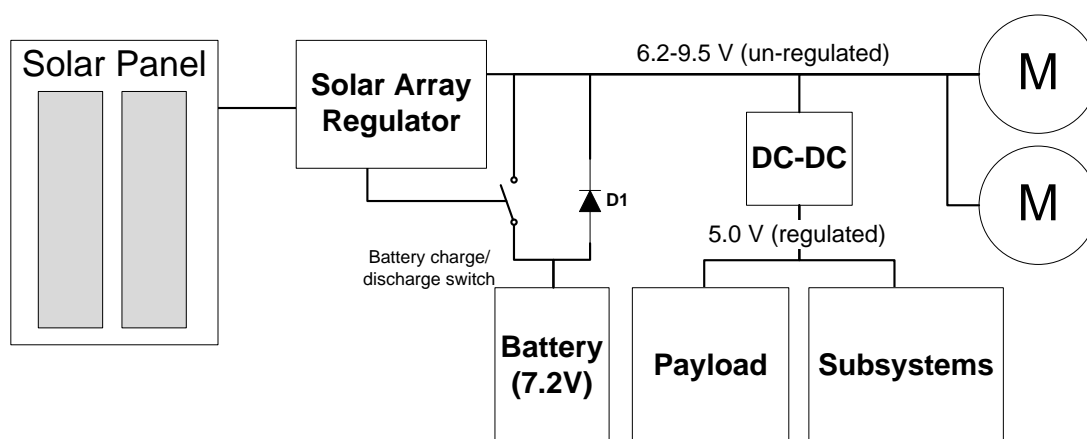 Solar Panel
Solar Array
Regulator
6.2-9.5 V (un-regulated)
M
DC-DC
D1
M
5.0 V (regulated)
Battery charge/
discharge switch
Battery
(7.2V)
Payload
Subsystems